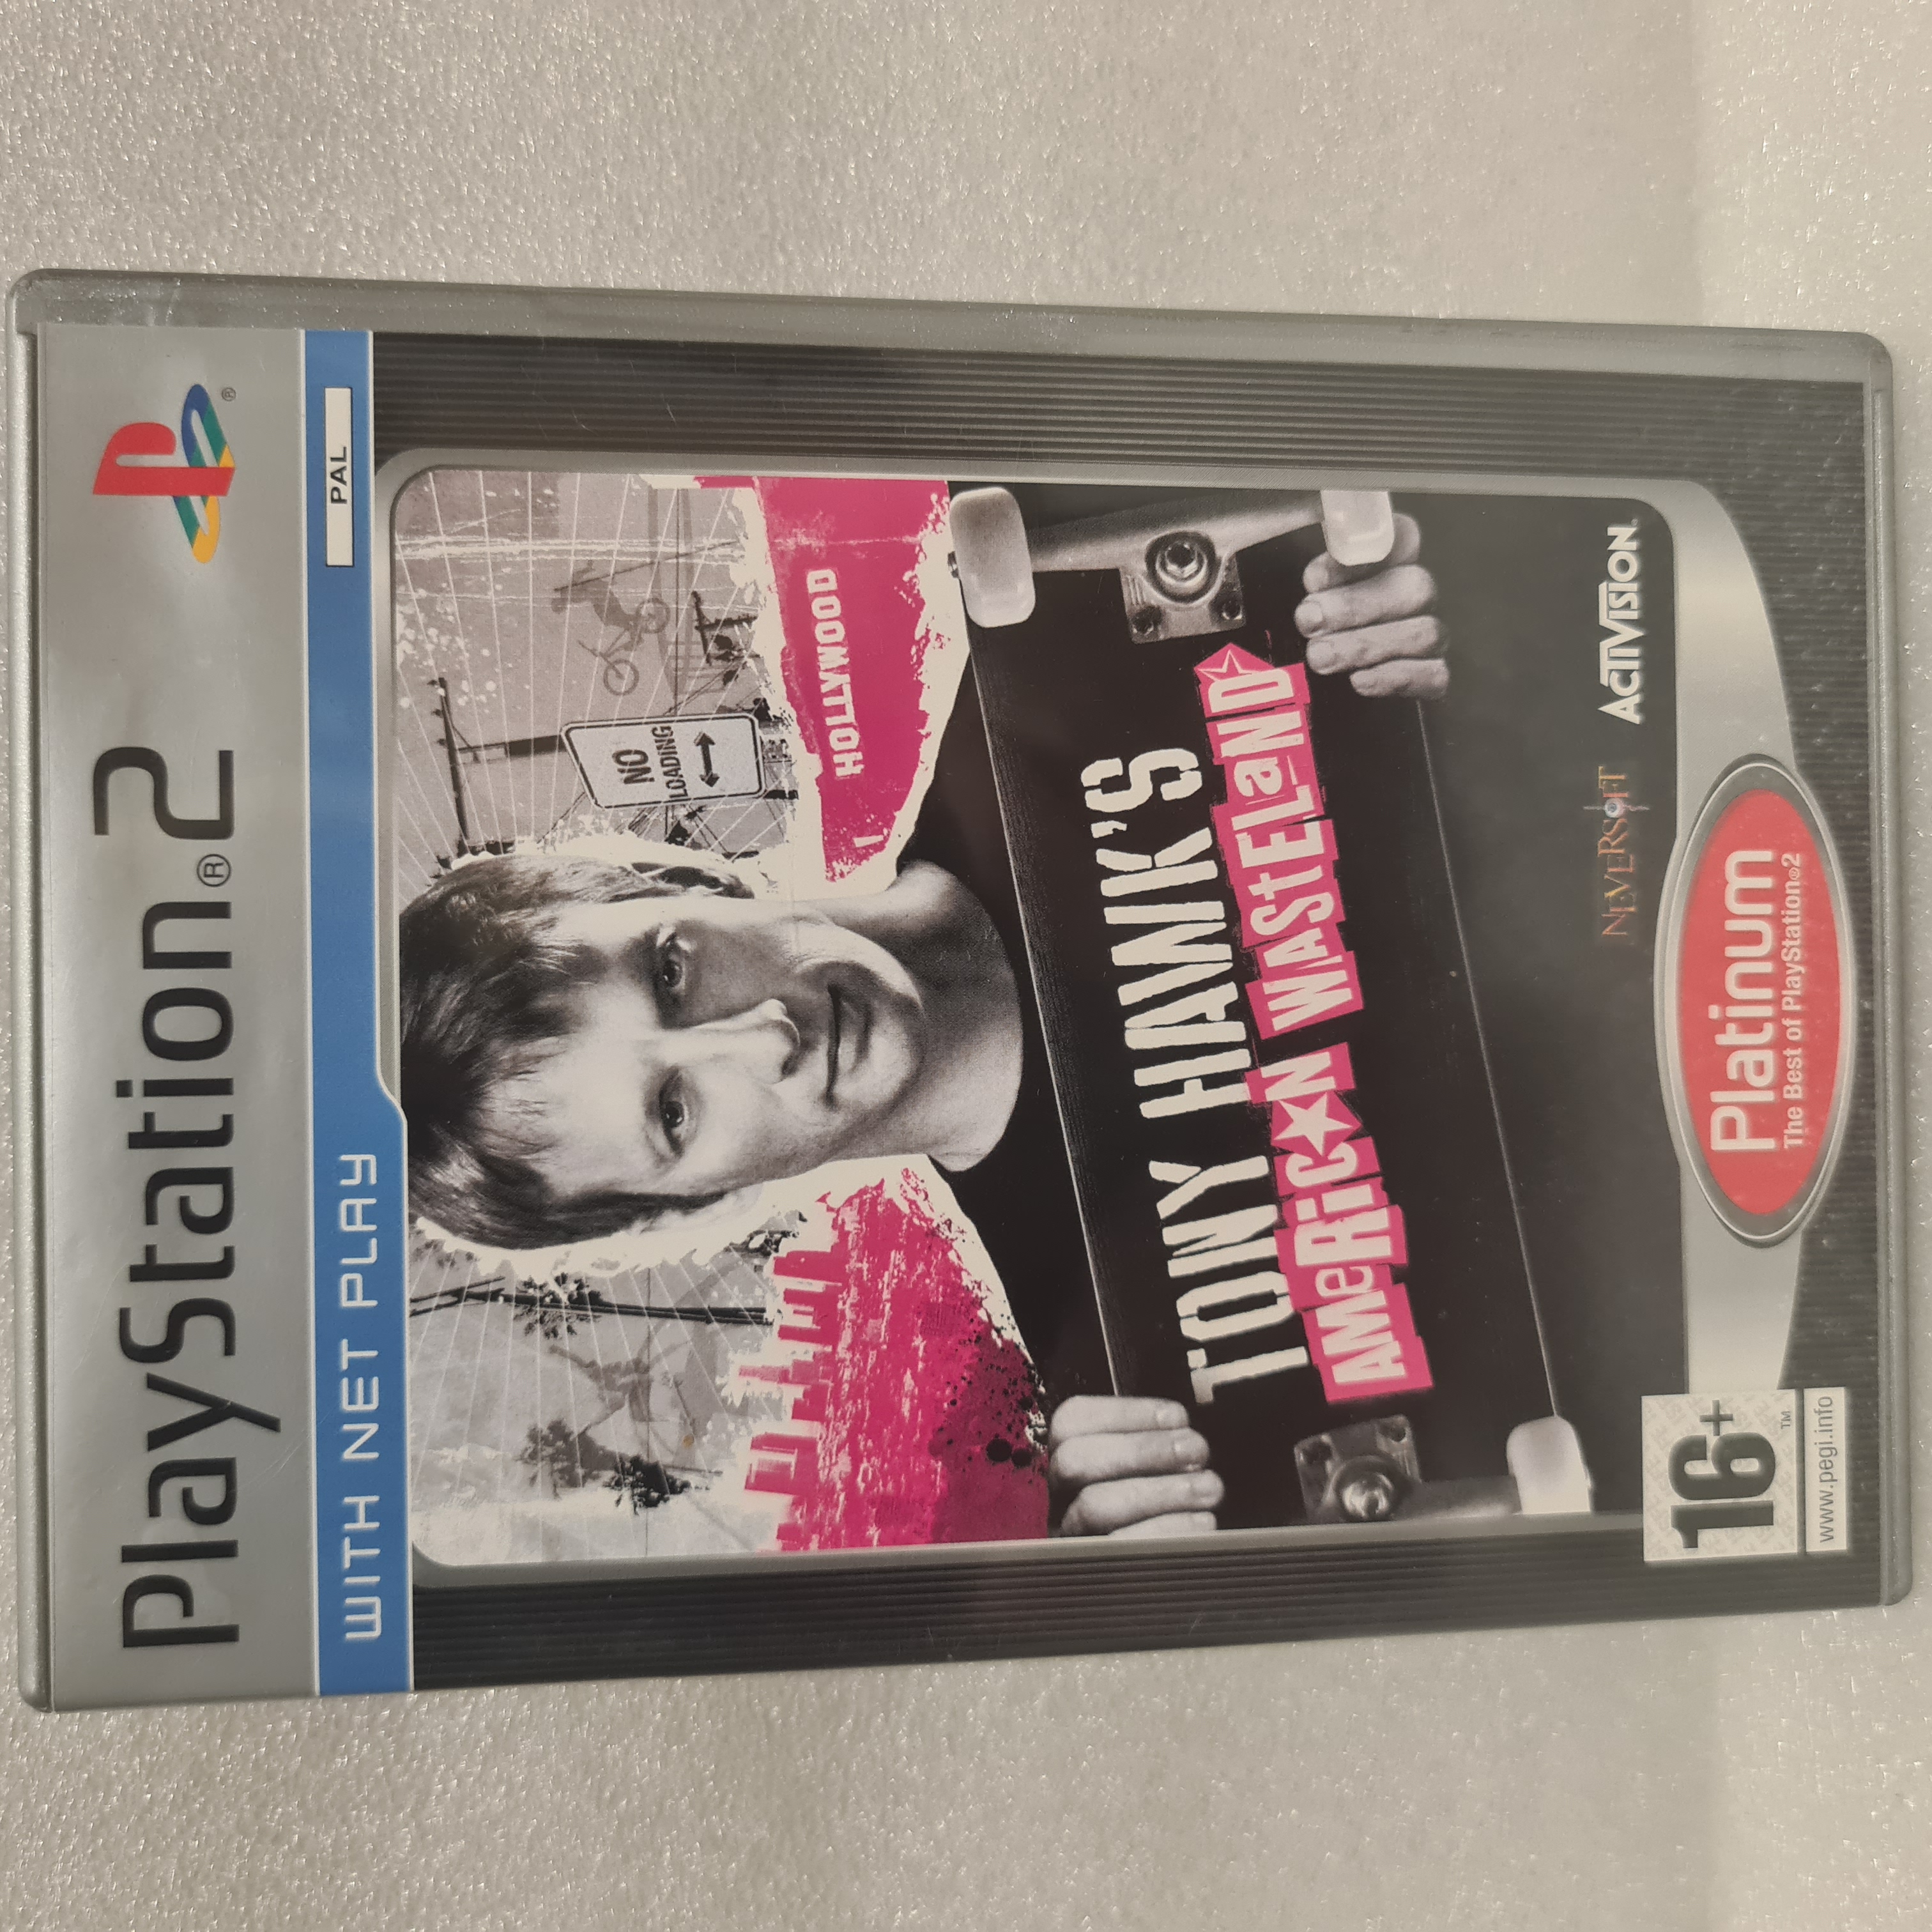 PlayStation®2
®
PAL
WITH NET PLAY
NO
LOADING
HOLLYWOOD
TONY HAWK'S
AMeRiCAN WAStELaND
NEVERSOFT
ACTIVISION®
16+
™
www.pegi.info
Platinum
The Best of PlayStation®2